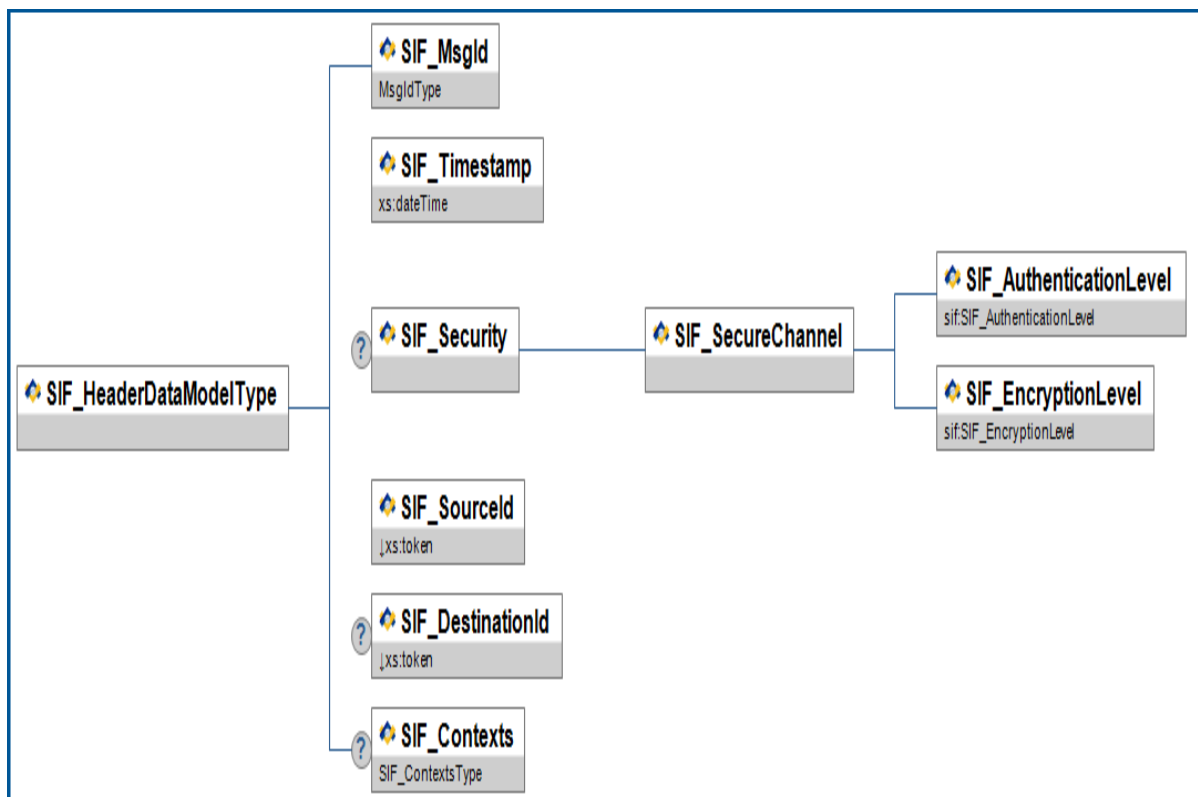 SIF_MsgId
MsgIdType
SIF_Timestamp
xs:dateTime
SIF_AuthenticationLevel
sif:SIF_AuthenticationLevel
?
SIF_Security
SIF_SecureChannel
SIF_HeaderDataModelType
SIF_EncryptionLevel
sif:SIF_EncryptionLevel
SIF_SourceId
↓xs:token
?
SIF_DestinationId
↓xs:token
?
SIF_Contexts
SIF_ContextsType